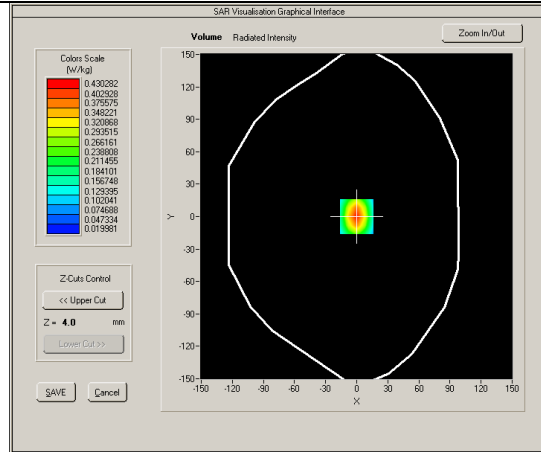 SAR Visualisation Graphical Interface
Volume Radiated Intensity
Zoom In/Out
Colors Scale
(W/kg)
0.430282
0.402928
0.375575
0.348221
0.320868
0.293515
0.266161
0.238808
0.211455
0.184101
0.156748
0.129395
0.102041
0.074688
0.047334
0.019981
Z-Cuts Control
<< Upper Cut
Z = 4.0 mm
Lower Cut >>
SAVE Cancel
150
120
90
60
30
0
-30
-60
-90
-120
-150
Y
-150 -120 -90 -60 -30 0 30 60 90 120 150
X